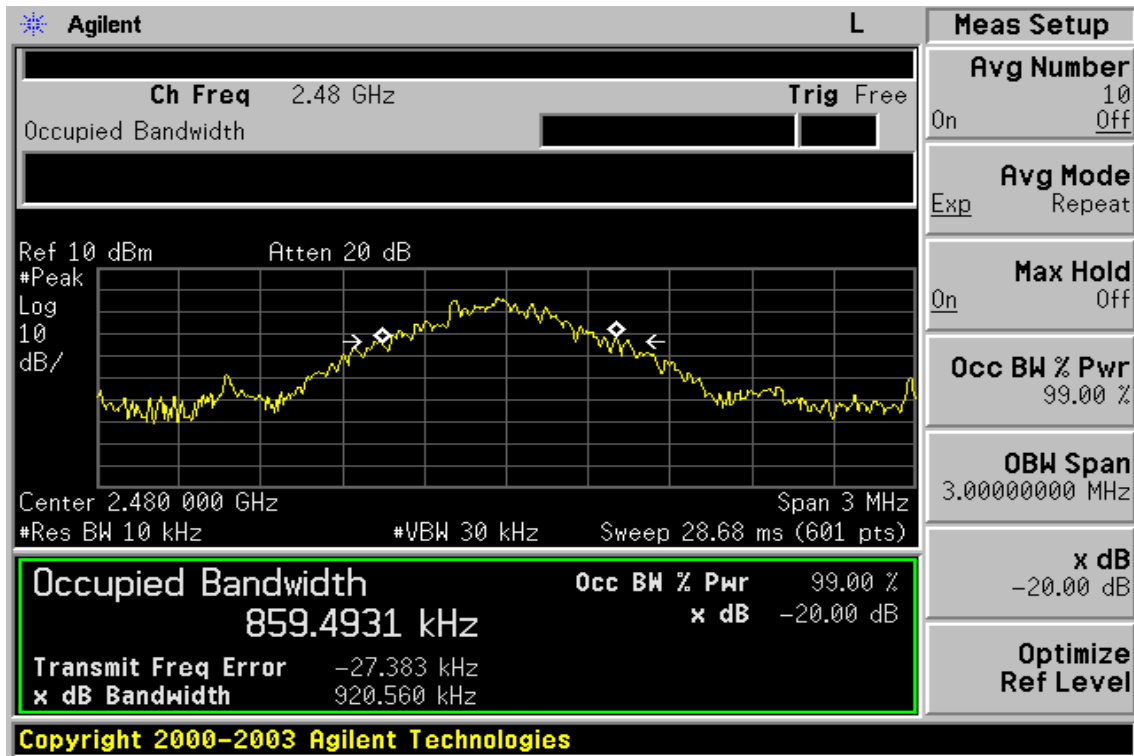 Agilent L
Ch Freq 2.48 GHz Trig Free
Occupied Bandwidth
Ref 10 dBm Atten 20 dB
#Peak
Log
10
dB/
Center 2.480 000 GHz Span 3 MHz
#Res BW 10 kHz #VBW 30 kHz Sweep 28.68 ms (601 pts)
Occupied Bandwidth
859.4931 kHz
Occ BW % Pwr 99.00 %
x dB -20.00 dB
Transmit Freq Error -27.383 kHz
x dB Bandwidth 920.560 kHz
Copyright 2000-2003 Agilent Technologies
Meas Setup
Avg Number
10
On Off
Avg Mode
Exp Repeat
Max Hold
On Off
Occ BW % Pwr
99.00 %
OBW Span
3.00000000 MHz
x dB
-20.00 dB
Optimize
Ref Level